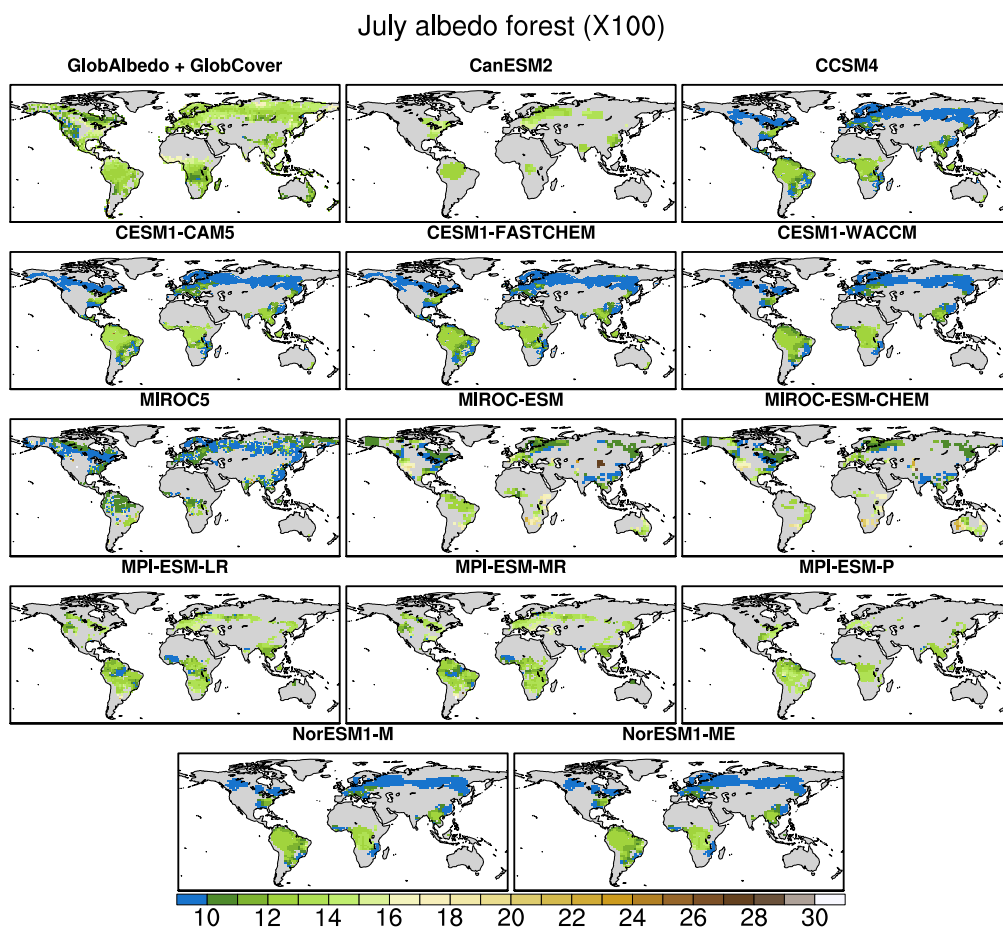 July albedo forest (X100)
GlobAlbedo + GlobCover CanESM2 CCSM4
CESM1-CAM5 CESM1-FASTCHEM CESM1-WACCM
MIROC5 MIROC-ESM MIROC-ESM-CHEM
MPI-ESM-LR MPI-ESM-MR MPI-ESM-P
NorESM1-M NorESM1-ME
10 12 14 16 18 20 22 24 26 28 30